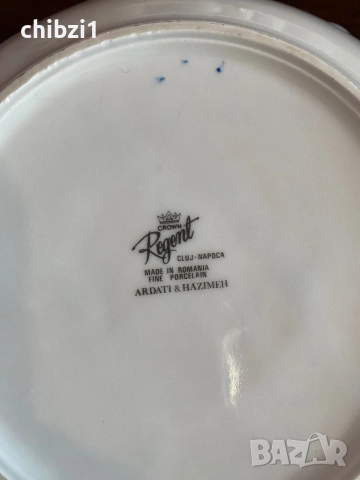 chibzi1
CROWN
Regent
CLUJ-NAPOCA
MADE IN ROMANIA
FINE PORCELAIN
ARDATI & HAZIMEH
BAZAR